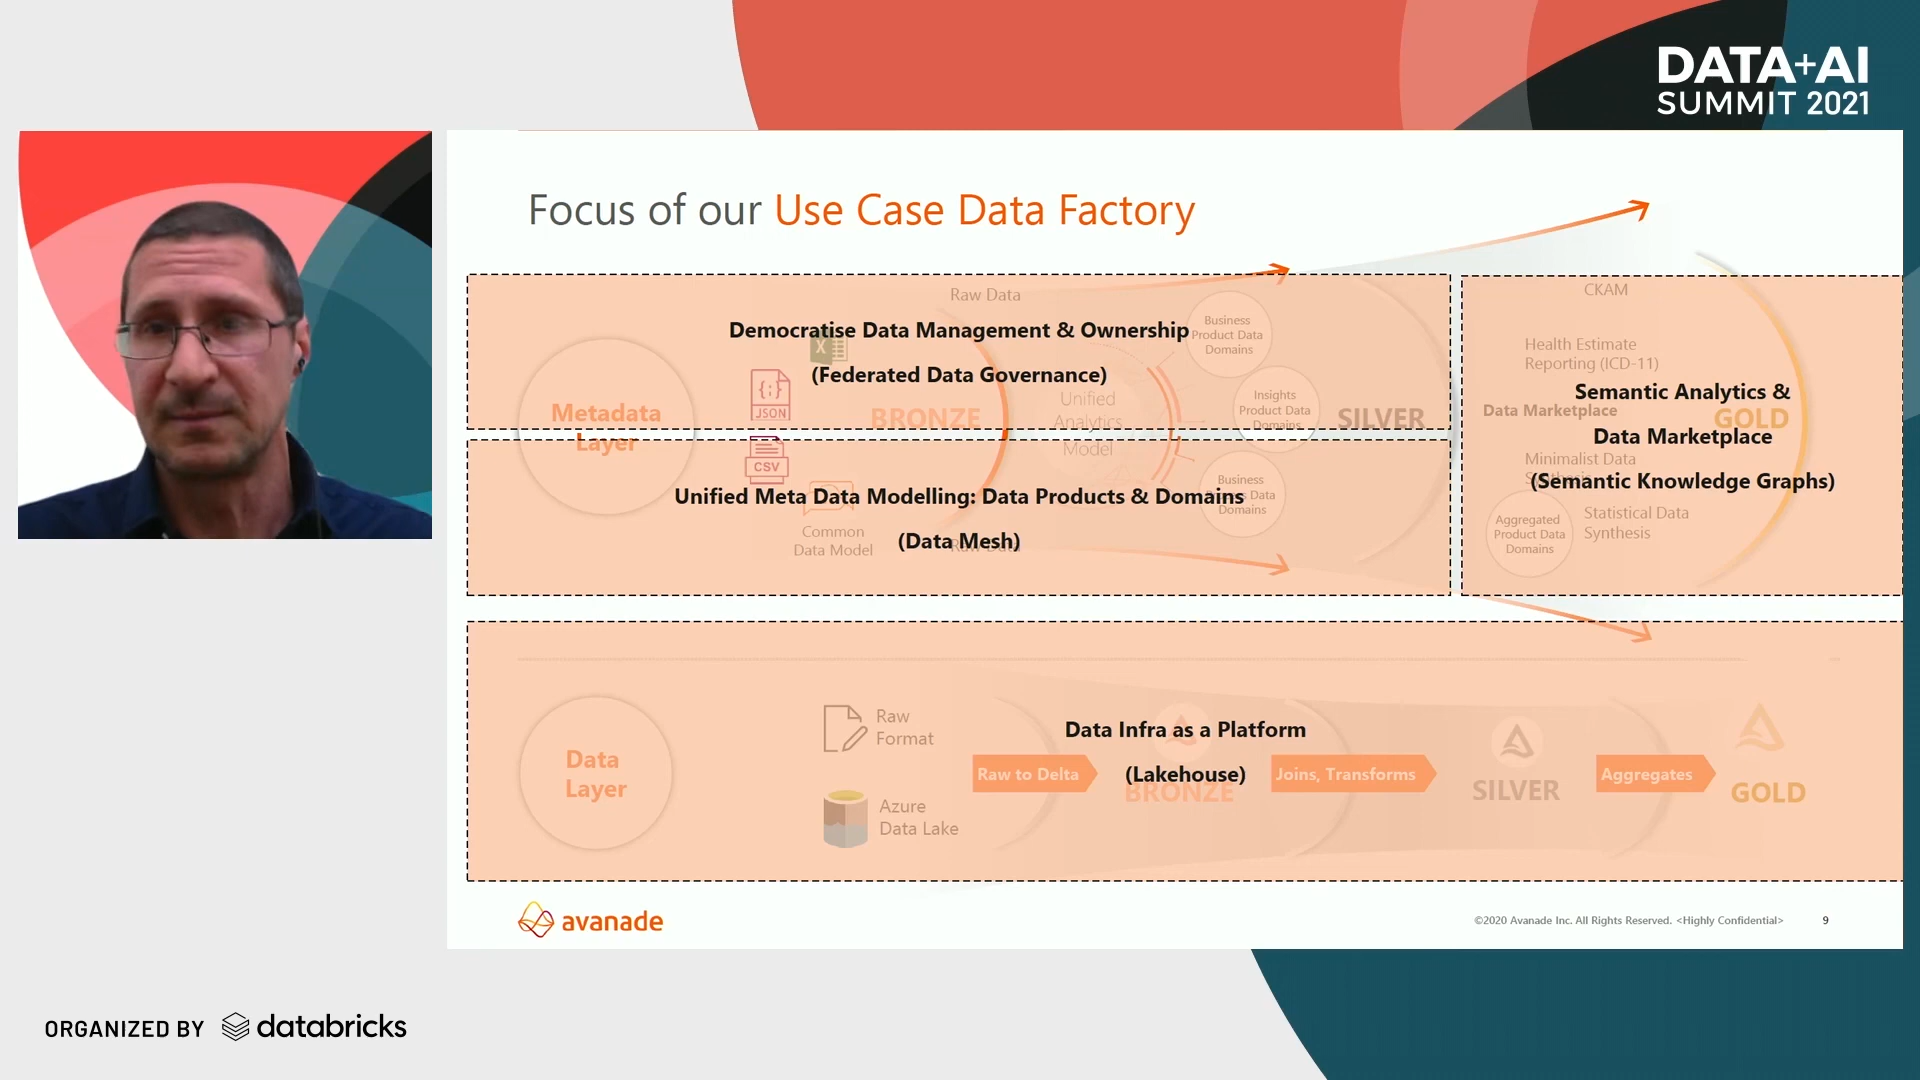 DATA+AI
SUMMIT 2021
Focus of our Use Case Data Factory
Raw Data
Democratise Data Management & Ownership
(Federated Data Governance)
Metadata
Layer
JSON
CSV
BRONZE
Unified
Analytics
Model
Business
Product Data
Domains
Insights
Product Data
Domains
Business
Data
Domains
SILVER
Unified Meta Data Modelling: Data Products & Domains
(Data Mesh)
Common
Data Model
Raw Data
CKAM
Health Estimate
Reporting (ICD-11)
Semantic Analytics &
Data Marketplace
GOLD
Data Marketplace
Minimalist Data
(Semantic Knowledge Graphs)
Statistical Data
Synthesis
Aggregated
Product Data
Domains
Data
Layer
Raw
Format
Azure
Data Lake
Data Infra as a Platform
(Lakehouse)
Raw to Delta
BRONZE
Joins, Transforms
SILVER
Aggregates
GOLD
avanade
©2020 Avanade Inc. All Rights Reserved. <Highly Confidential>
9
ORGANIZED BY databricks